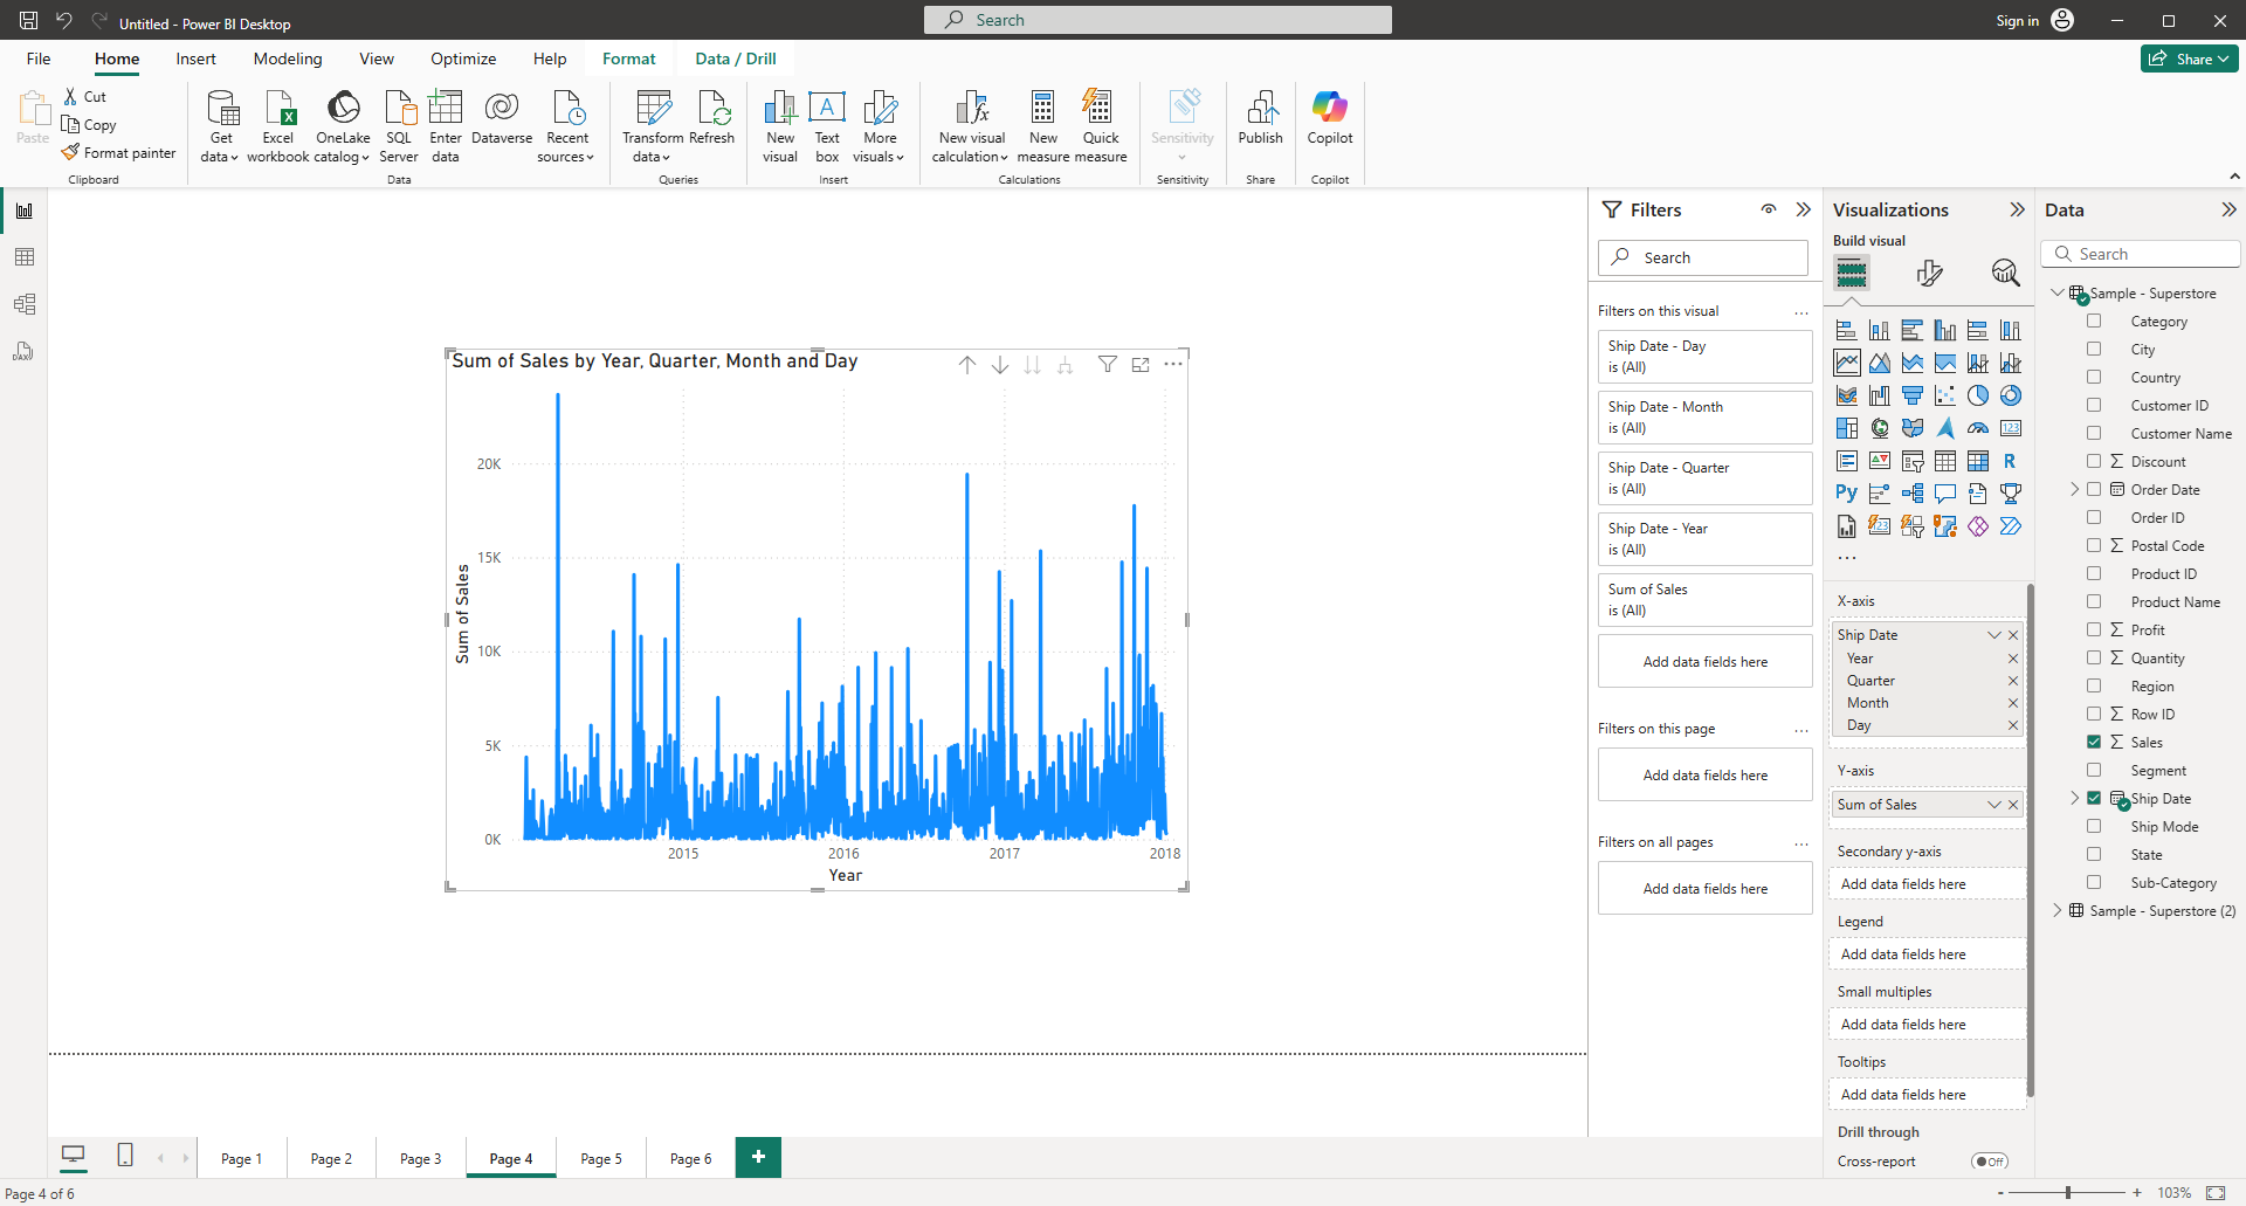 Untitled - Power BI Desktop
Search
Sign in
File
Home
Insert
Modeling
View
Optimize
Help
Format
Data / Drill
Share
Paste
Cut
Copy
Format painter
Clipboard
Get data
Excel workbook
OneLake catalog
SQL Server
Enter data
Dataverse
Recent sources
Data
Transform data
Refresh
Queries
New visual
A
Text box
More visuals
Insert
New visual calculation
New measure
Quick measure
Calculations
Sensitivity
Sensitivity
Publish
Share
Copilot
Copilot
DAX
Sum of Sales by Year, Quarter, Month and Day
Sum of Sales
20K
15K
10K
5K
0K
2015
2016
2017
2018
Year
Filters
Search
Filters on this visual
...
Ship Date - Day
is (All)
Ship Date - Month
is (All)
Ship Date - Quarter
is (All)
Ship Date - Year
is (All)
Sum of Sales
is (All)
Add data fields here
Filters on this page
...
Add data fields here
Filters on all pages
...
Add data fields here
Visualizations
Build visual
123
R
Py
123
...
X-axis
Ship Date
Year
Quarter
Month
Day
Y-axis
Sum of Sales
Secondary y-axis
Add data fields here
Legend
Add data fields here
Small multiples
Add data fields here
Tooltips
Add data fields here
Drill through
Cross-report
Off
Data
Search
Sample - Superstore
Category
City
Country
Customer ID
Customer Name
∑ Discount
Order Date
Order ID
∑ Postal Code
Product ID
Product Name
∑ Profit
∑ Quantity
Region
∑ Row ID
∑ Sales
Segment
Ship Date
Ship Mode
State
Sub-Category
Sample - Superstore (2)
Page 1
Page 2
Page 3
Page 4
Page 5
Page 6
+
Page 4 of 6
-
+
103%